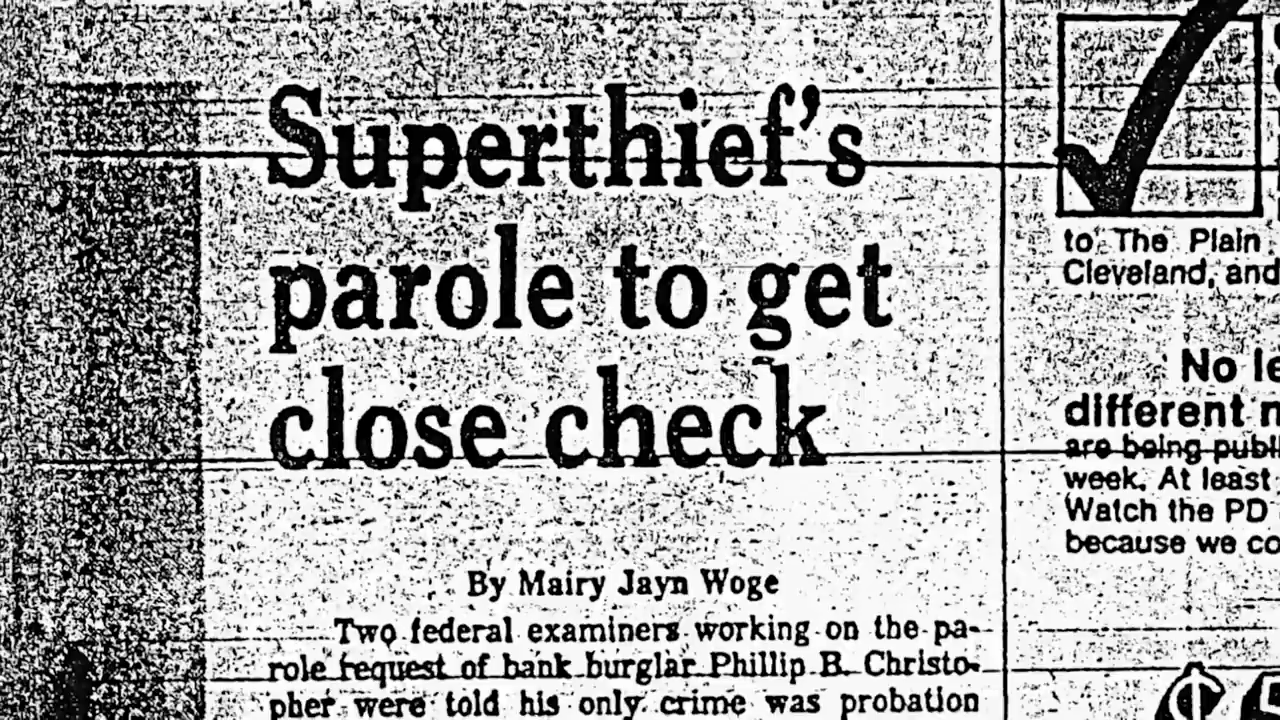 Superthief's
parole to get
close check
By Mairy Jayn Woge
Two federal examiners working on the pa-
role request of bank burglar Phillip B. Christo-
pher were told his only crime was probation
to The Plain
Cleveland, and
No le
different n
are being publi
week. At least
Watch the PD
because we co
¢